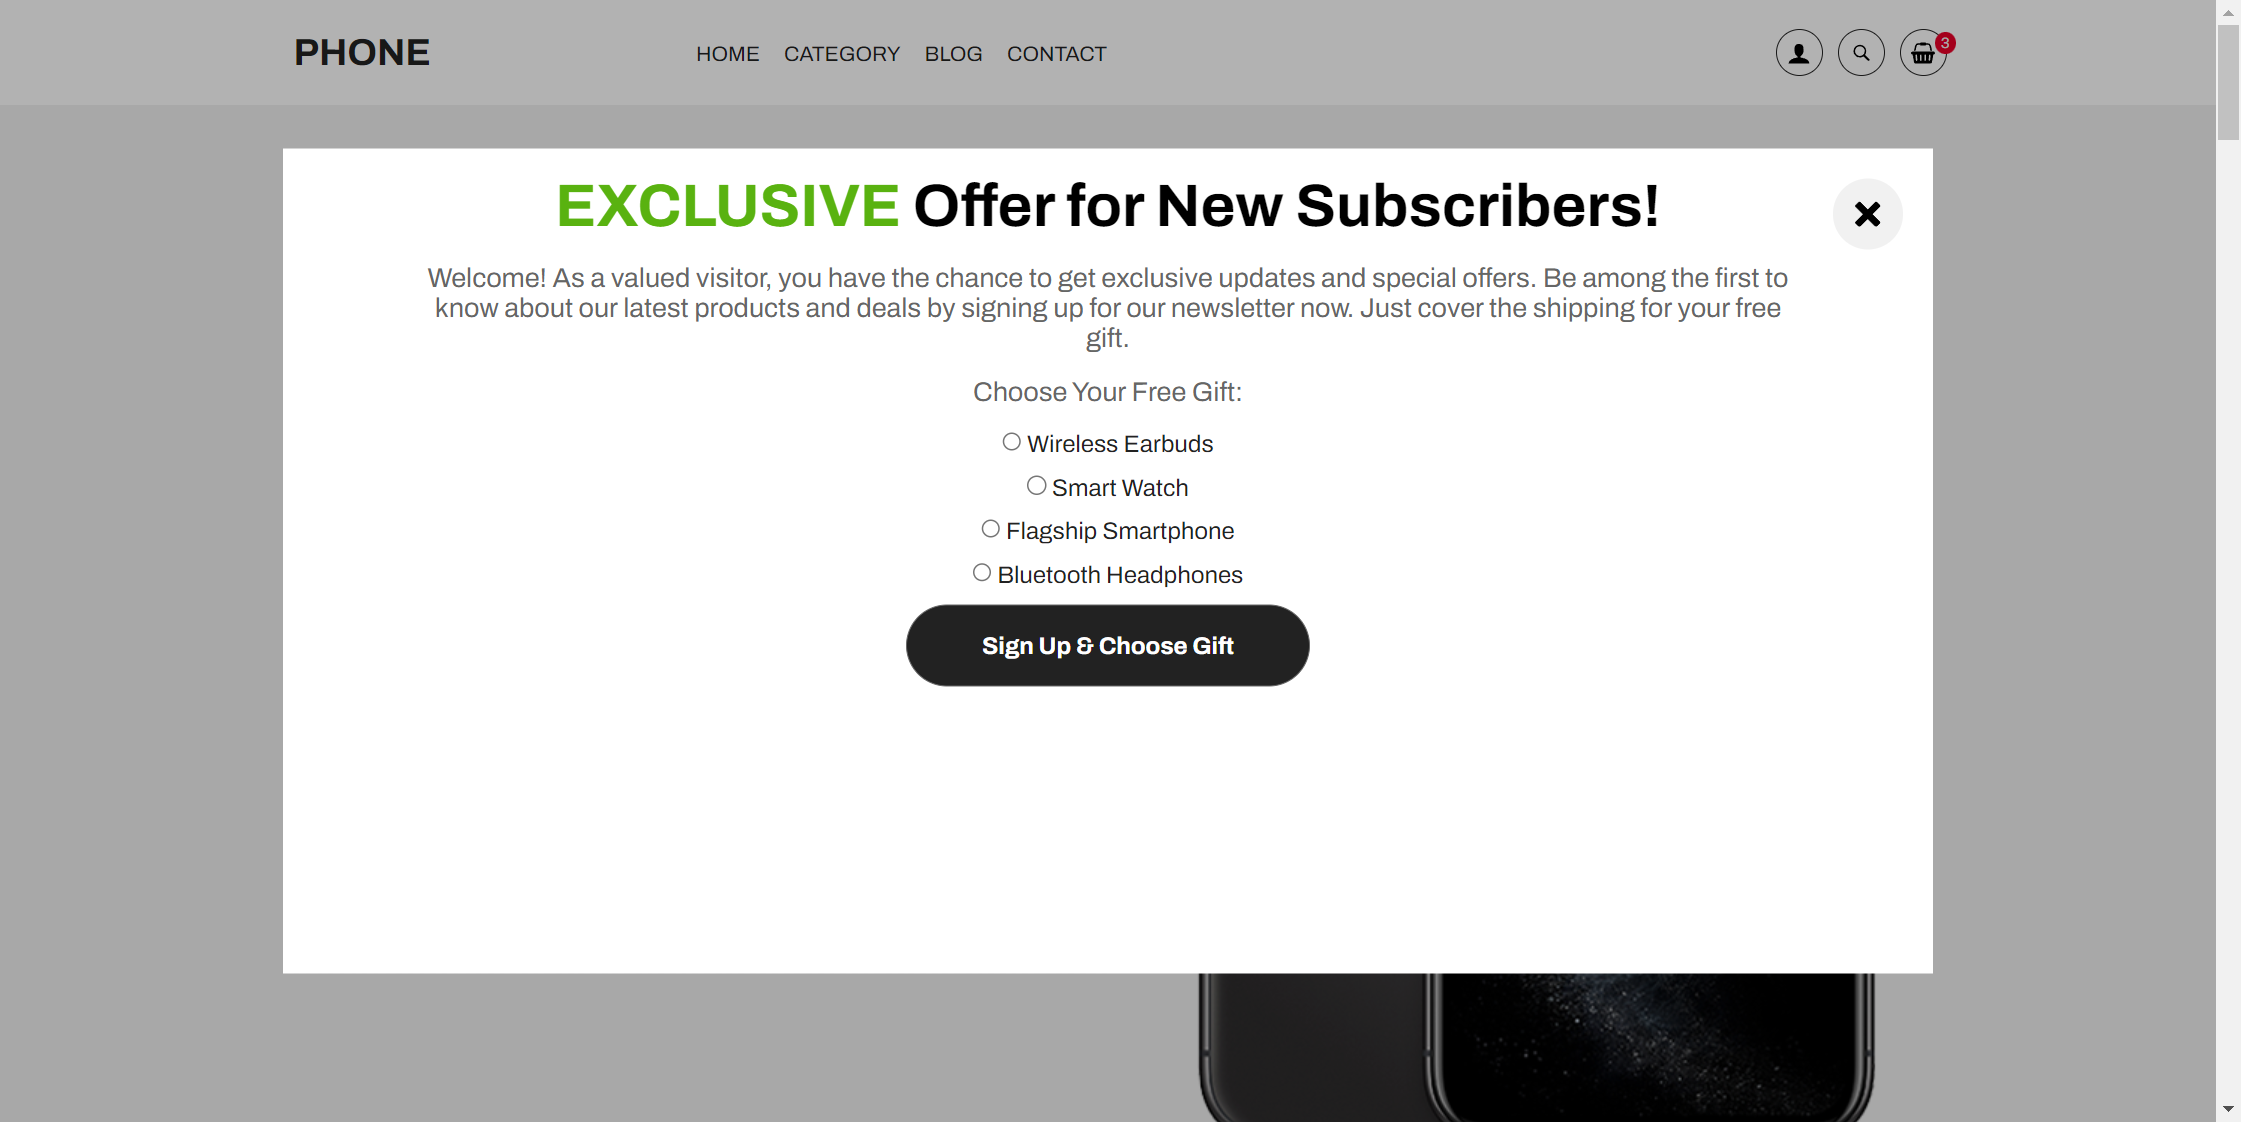 PHONE
HOME CATEGORY BLOG CONTACT
3
EXCLUSIVE Offer for New Subscribers!
Welcome! As a valued visitor, you have the chance to get exclusive updates and special offers. Be among the first to
know about our latest products and deals by signing up for our newsletter now. Just cover the shipping for your free
gift.
Choose Your Free Gift:
Wireless Earbuds
Smart Watch
Flagship Smartphone
Bluetooth Headphones
Sign Up & Choose Gift